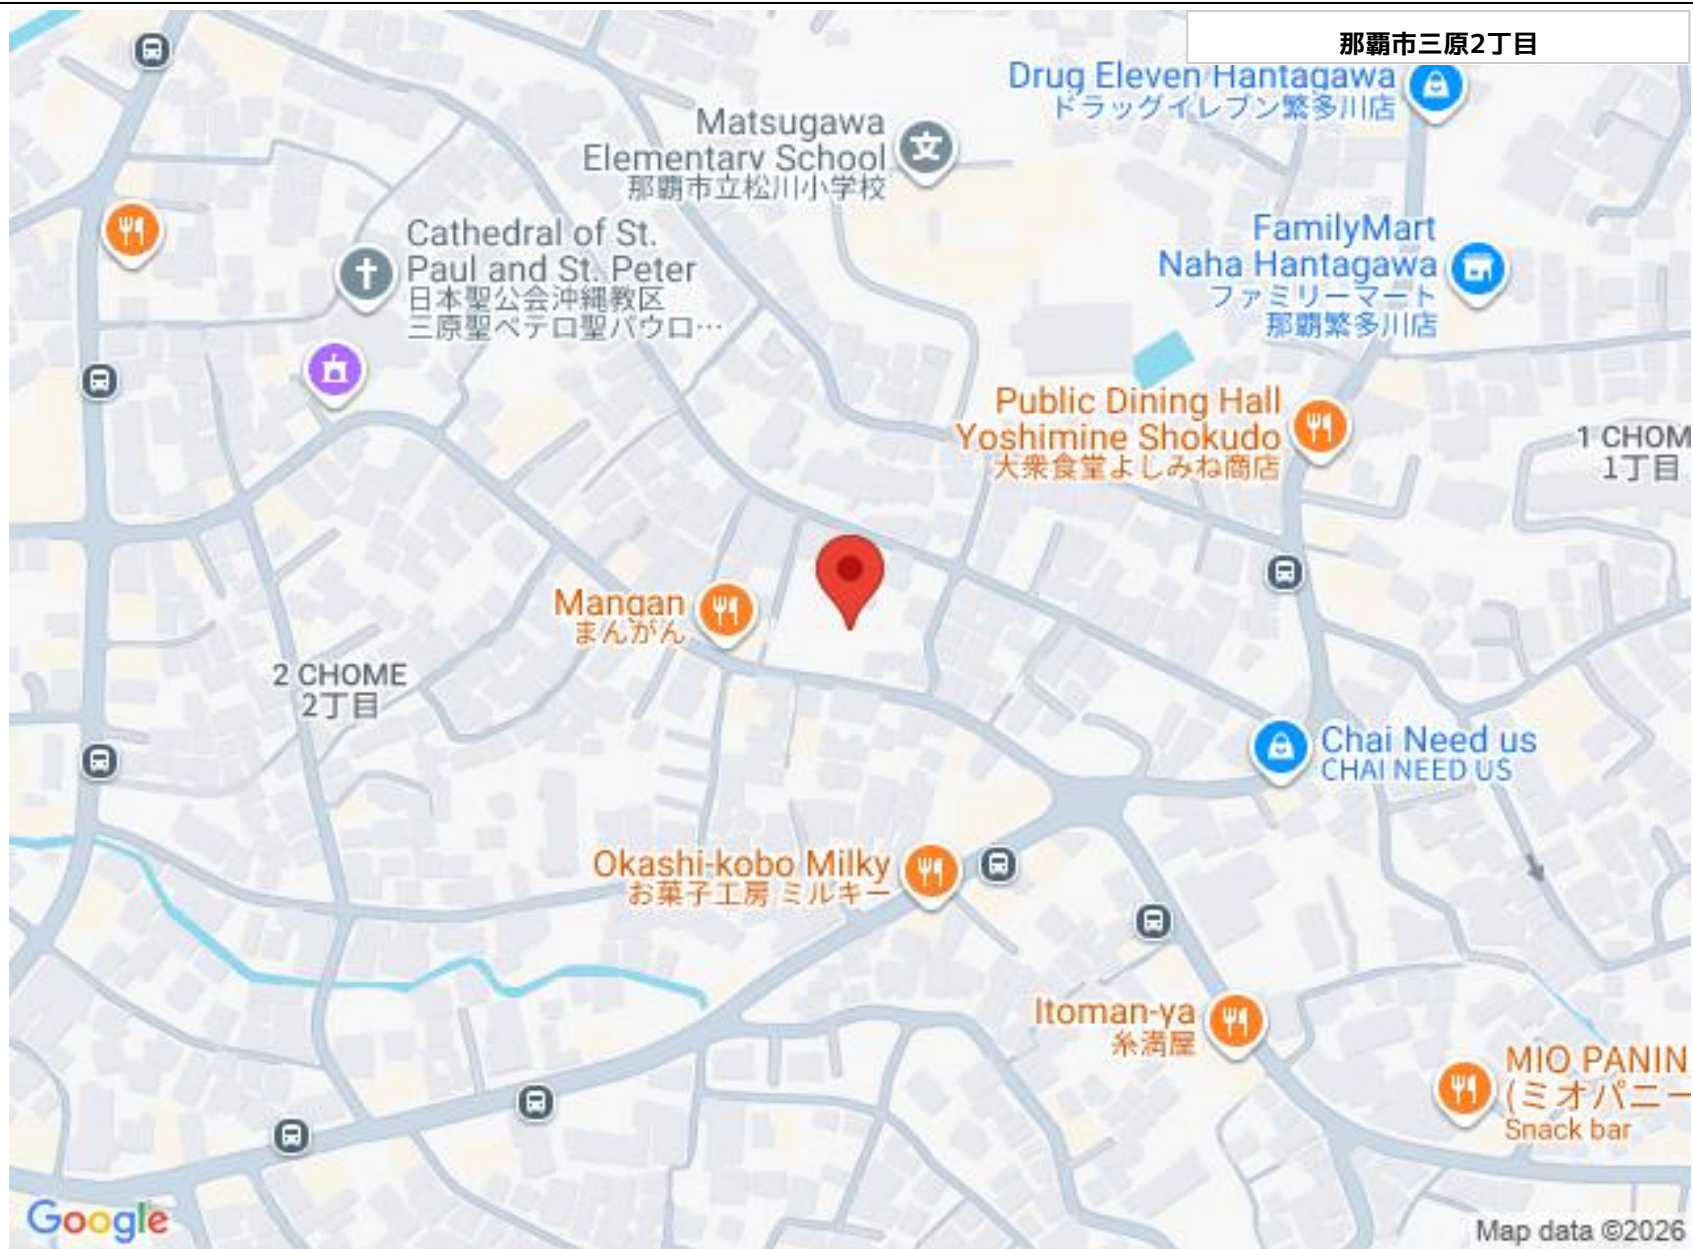 那覇市三原2丁目
Drug Eleven Hantagawa
ドラッグイレブン繁多川店
Matsugawa
Elementary School
那覇市立松川小学校
Cathedral of St.
Paul and St. Peter
日本聖公会沖縄教区
三原聖ペテロ聖パウロ…
FamilyMart
Naha Hantagawa
ファミリーマート
那覇繁多川店
Public Dining Hall
Yoshimine Shokudo
大衆食堂よしみね商店
1 CHOM
1丁目
Mangan
まんがん
2 CHOME
2丁目
Chai Need us
CHAI NEED US
Okashi-kobo Milky
お菓子工房 ミルキー
Itoman-ya
糸満屋
MIO PANIN
(ミオパニー
Snack bar
Google
Map data ©2026